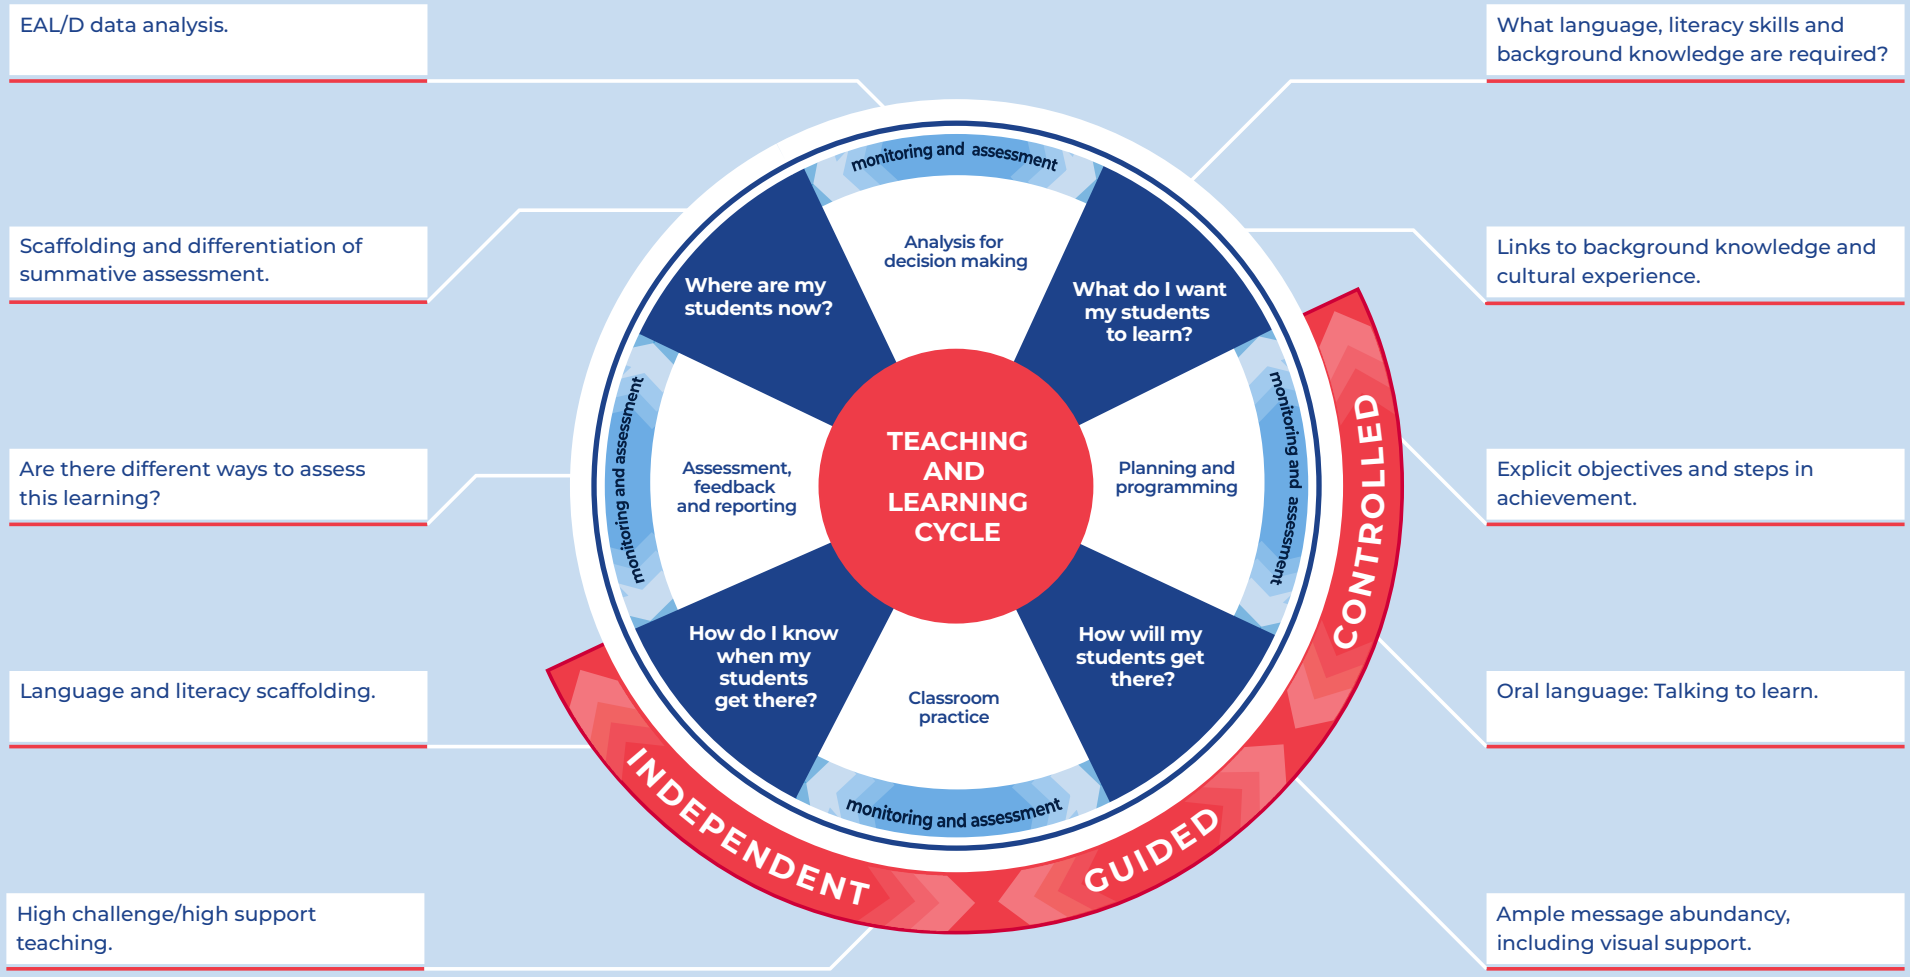 EAL/D data analysis.
Scaffolding and differentiation of
summative assessment.
Are there different ways to assess
this learning?
Language and literacy scaffolding.
High challenge/high support
teaching.
What language, literacy skills and
background knowledge are required?
Links to background knowledge and
cultural experience.
Explicit objectives and steps in
achievement.
Oral language: Talking to learn.
Ample message abundancy,
including visual support.
monitoring and assessment
Analysis for
decision making
What do I want
my students
to learn?
monitoring and assessment
Planning and
programming
How will my
students get
there?
monitoring and assessment
Classroom
practice
How do I know
when my
students
get there?
monitoring and assessment
Assessment,
feedback
and reporting
Where are my
students now?
TEACHING
AND
LEARNING
CYCLE
CONTROLLED
GUIDED
INDEPENDENT